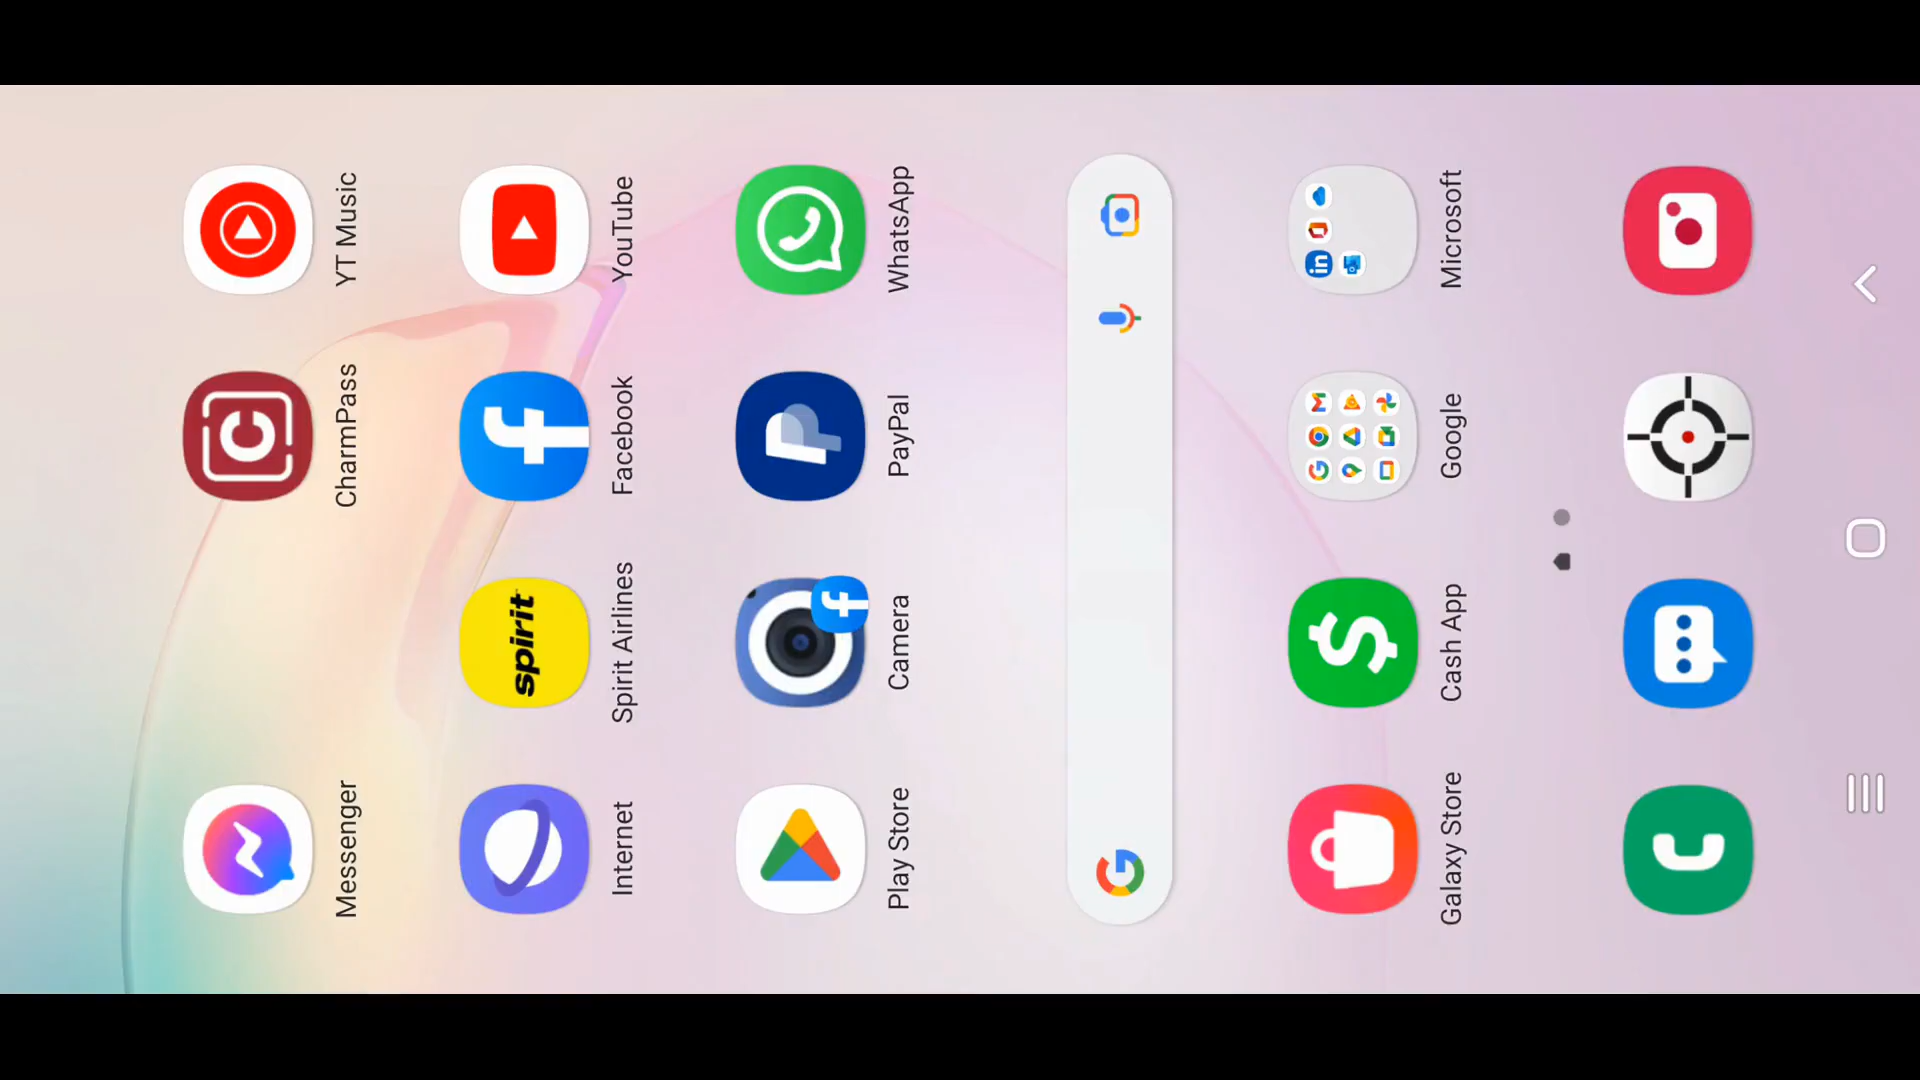 Messenger
CharmPass
YT Music
spirit
Internet
Spirit Airlines
Facebook
YouTube
Play Store
Camera
PayPal
WhatsApp
in
Galaxy Store
Cash App
Google
Microsoft